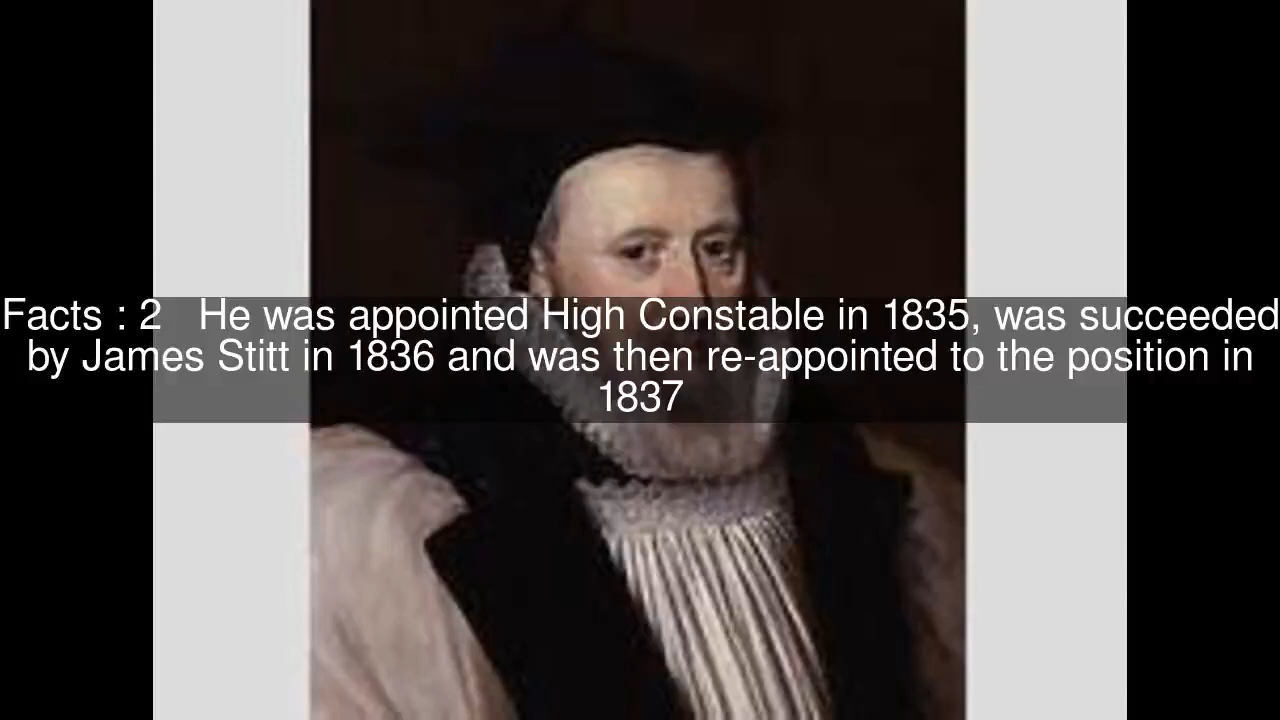 Facts : 2   He was appointed High Constable in 1835, was succeeded
by James Stitt in 1836 and was then re-appointed to the position in
1837